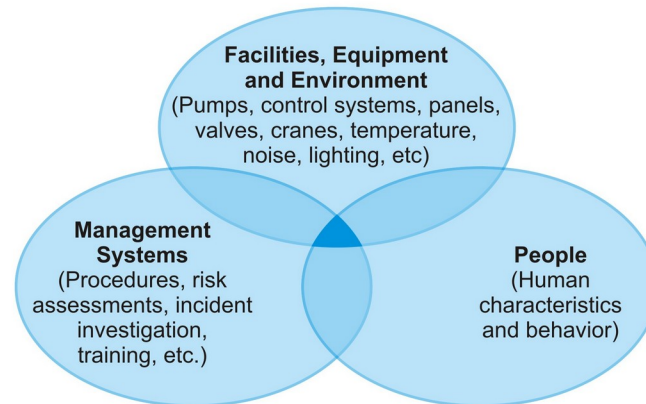 Facilities, Equipment
and Environment
(Pumps, control systems, panels,
valves, cranes, temperature,
noise, lighting, etc)
Management
Systems
(Procedures, risk
assessments, incident
investigation,
training, etc.)
People
(Human
characteristics
and behavior)